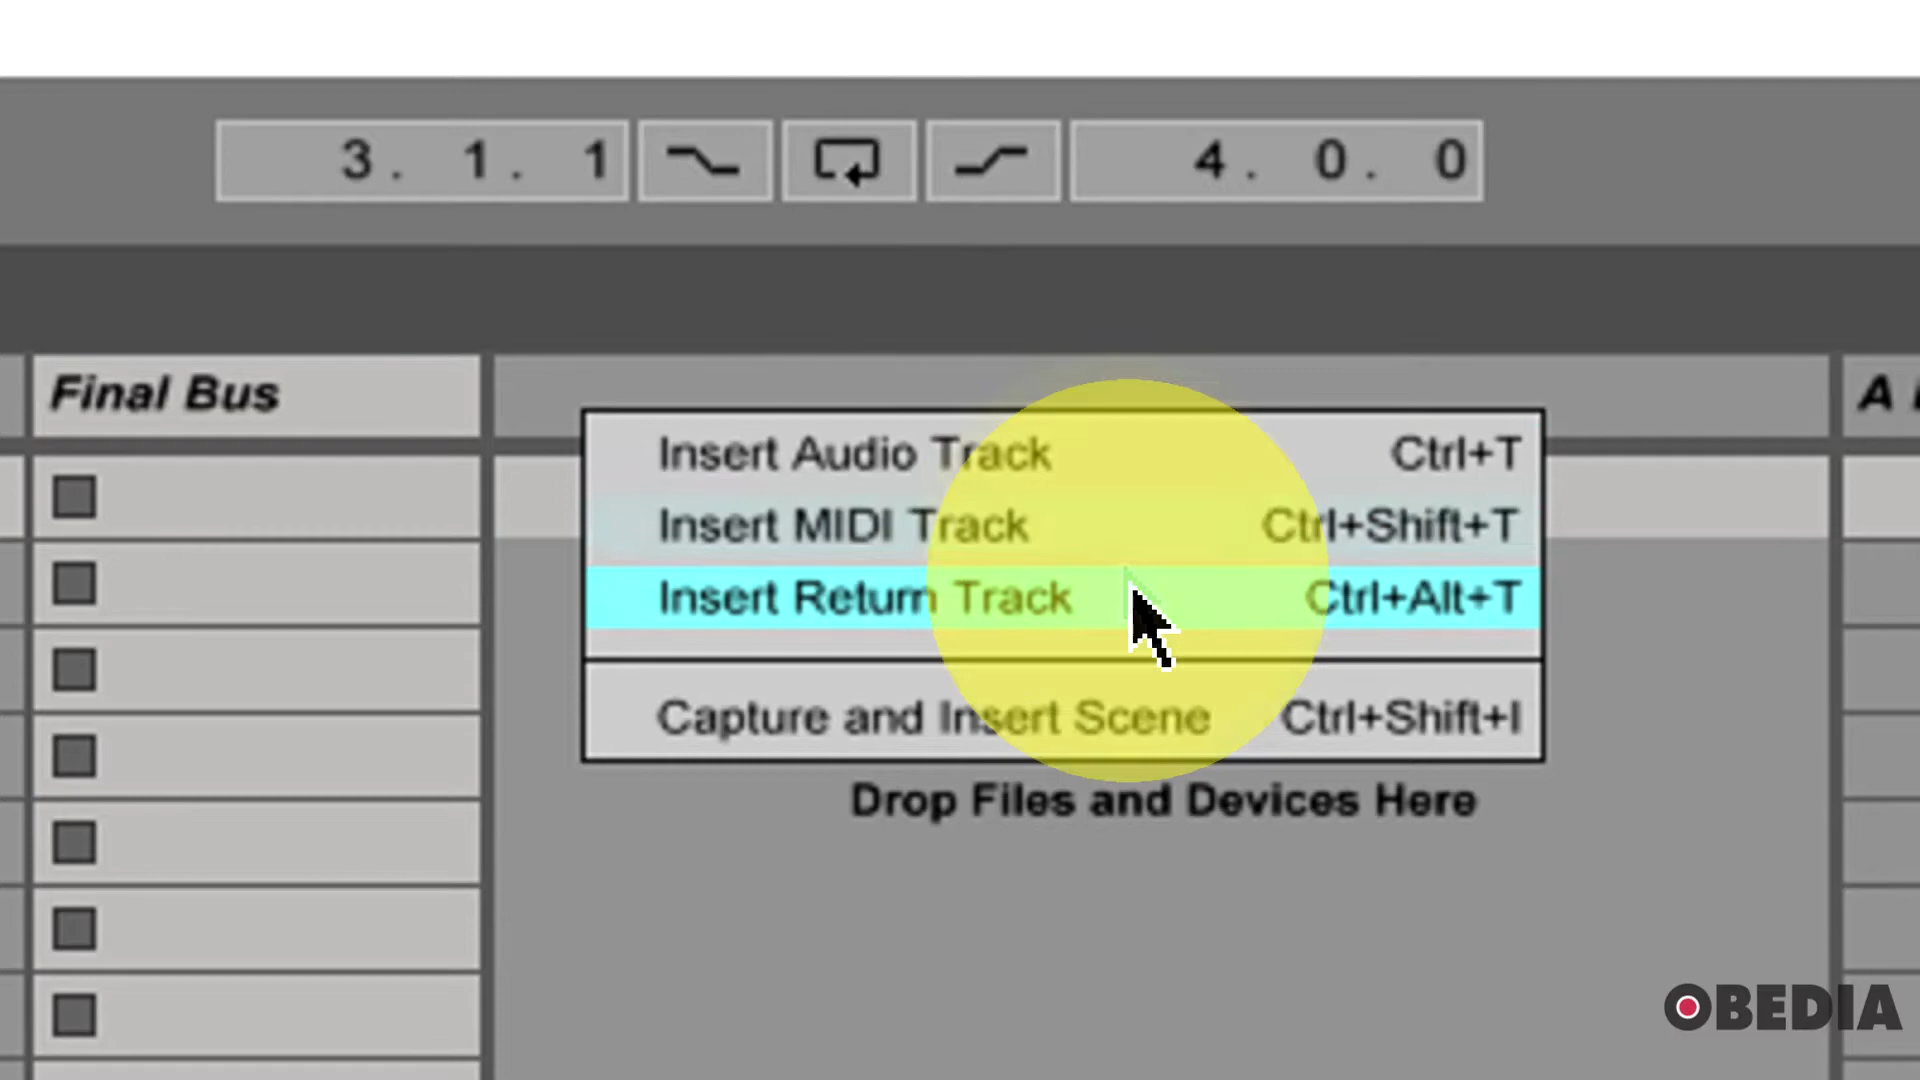 3. 1. 1 4. 0. 0
Final Bus
A
Insert Audio Track Ctrl+T
Insert MIDI Track Ctrl+Shift+T
Insert Return Track Ctrl+Alt+T
Capture and Insert Scene Ctrl+Shift+I
Drop Files and Devices Here
OBEDIA